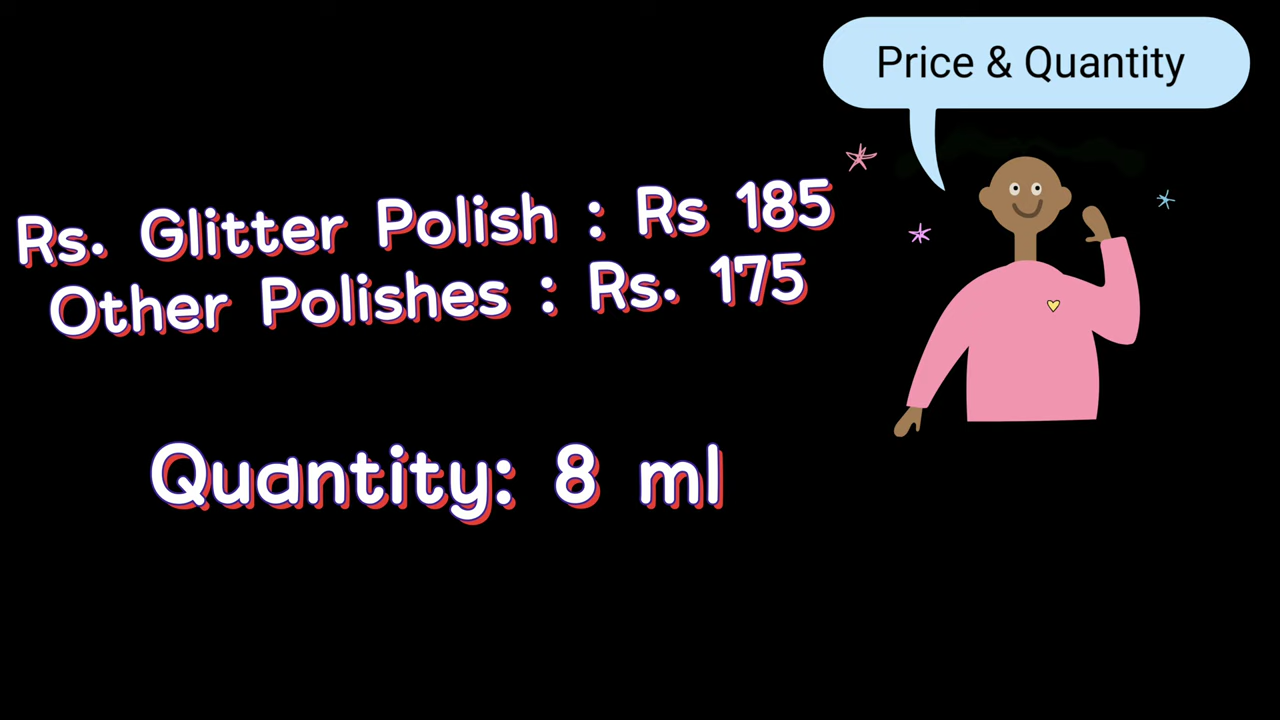 Price & Quantity
Rs. Glitter Polish : Rs 185
Other Polishes : Rs. 175
Quantity: 8 ml